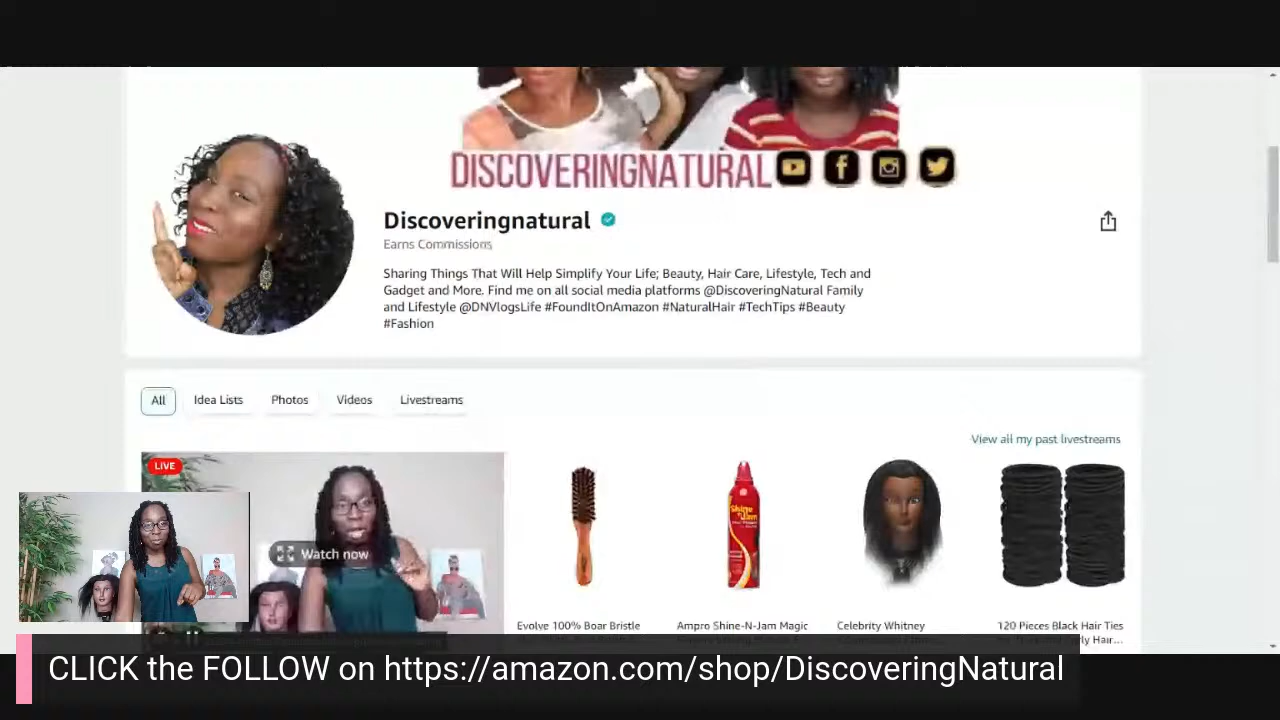 DISCOVERINGNATURAL
Discoveringnatural
Earns Commissions
Sharing Things That Will Help Simplify Your Life; Beauty, Hair Care, Lifestyle, Tech and
Gadget and More. Find me on all social media platforms @DiscoveringNatural Family
and Lifestyle @DNVlogsLife #FoundItOnAmazon #NaturalHair #TechTips #Beauty
#Fashion
All Idea Lists Photos Videos Livestreams
View all my past livestreams
LIVE
Watch now
Shine n Jam
Evolve 100% Boar Bristle Ampro Shine-N-Jam Magic Celebrity Whitney 120 Pieces Black Hair Ties
CLICK the FOLLOW on https://amazon.com/shop/DiscoveringNatural